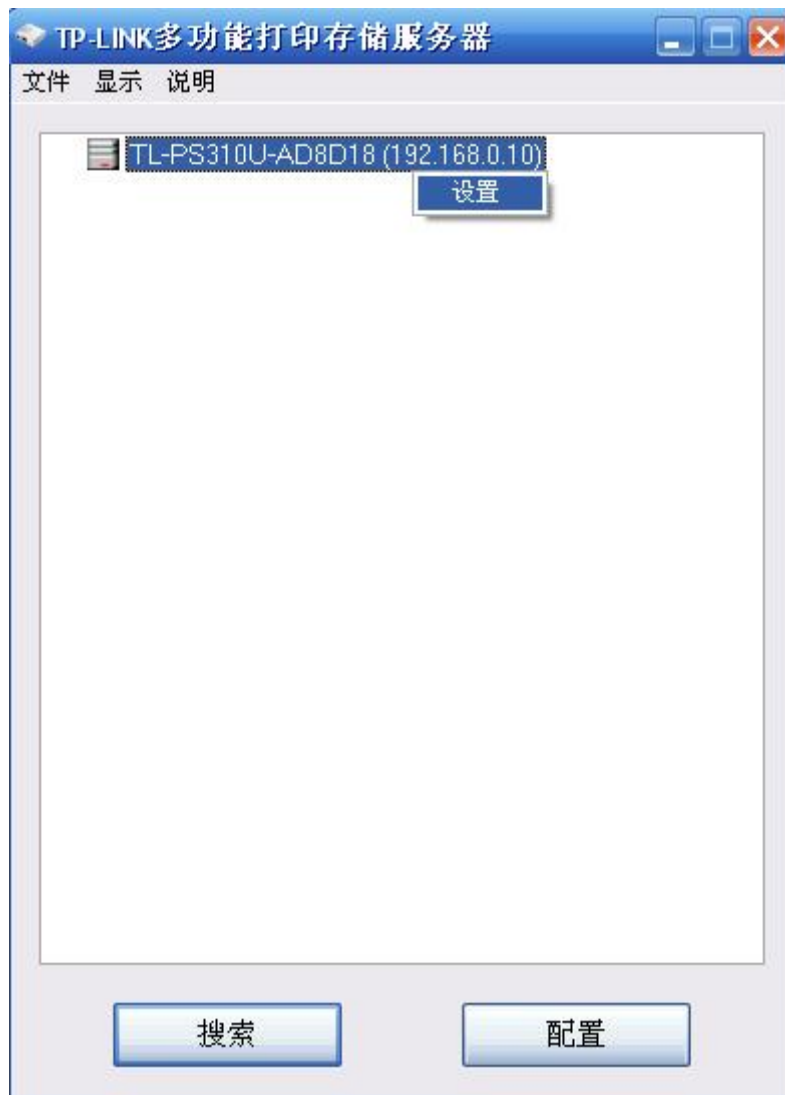 TP-LINK多功能打印存储服务器
文件 显示 说明
TL-PS310U-AD8D18 (192.168.0.10)
设置
搜索 配置